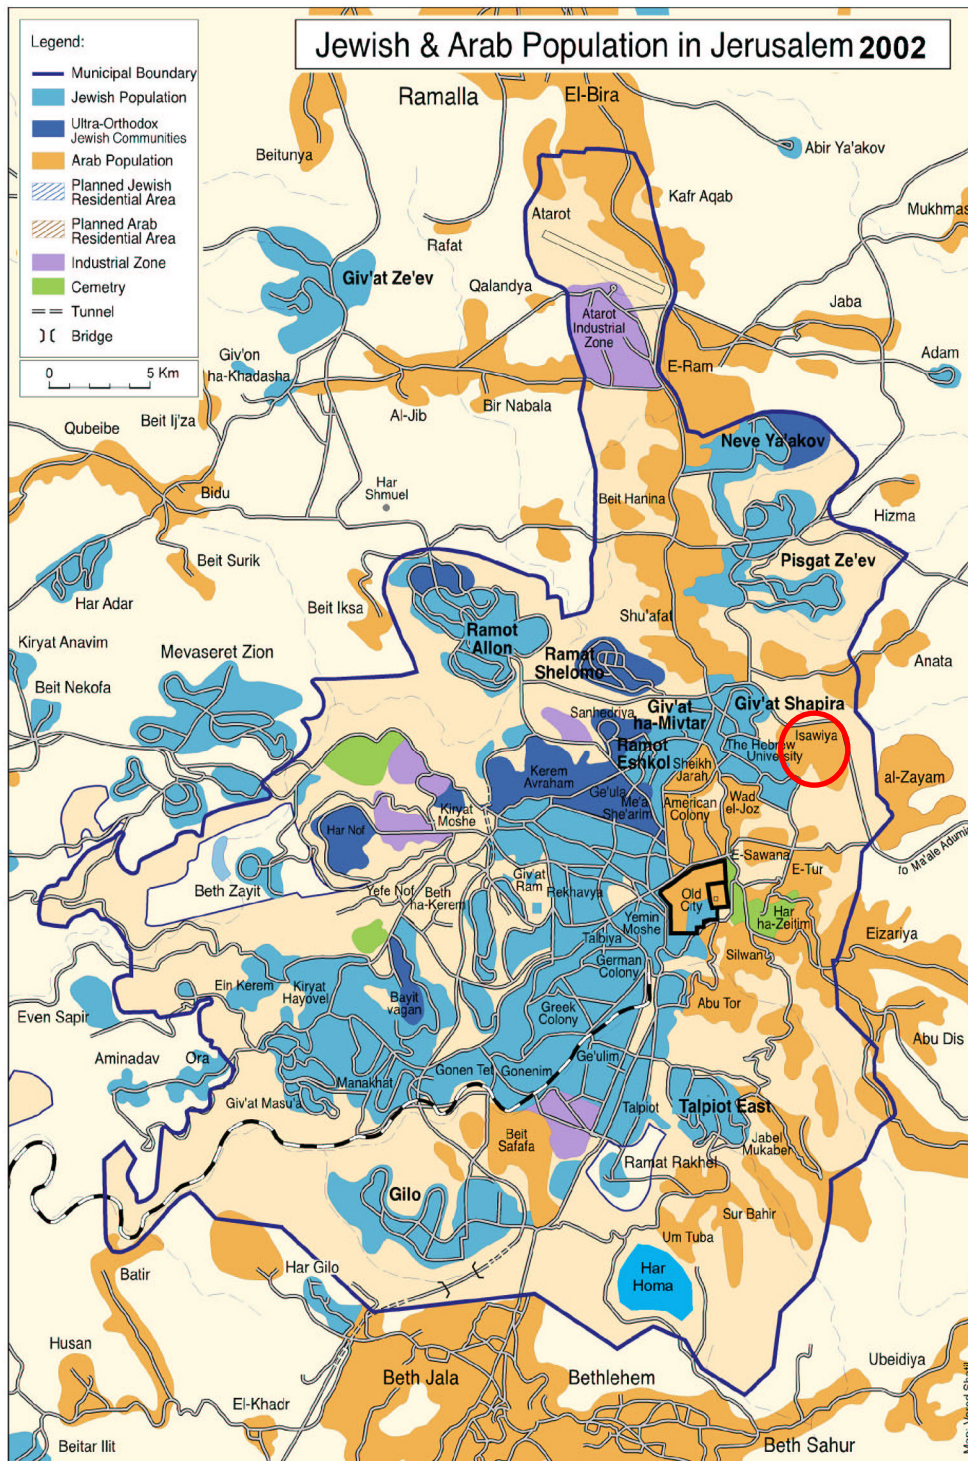 Jewish & Arab Population in Jerusalem 2002
Legend:
Municipal Boundary
Jewish Population
Ultra-Orthodox
Jewish Communities
Arab Population
Planned Jewish
Residential Area
Planned Arab
Residential Area
Industrial Zone
Cemetry
Tunnel
Bridge
0 5 Km
Ramalla
El-Bira
Beitunya
Abir Ya'akov
Kafr Aqab
Mukhmas
Atarot
Rafat
Giv'at Ze'ev
Qalandya
Jaba
Atarot
Industrial
Zone
Giv'on
ha-Khadasha
E-Ram
Adam
Beit Ij'za
Al-Jib
Bir Nabala
Qubeibe
Neve Ya'akov
Bidu
Har
Shmuel
Beit Hanina
Hizma
Beit Surik
Pisgat Ze'ev
Har Adar
Beit Iksa
Shu'afat
Kiryat Anavim
Mevaseret Zion
Ramot
Allon
Ramat
Shelomo
Anata
Beit Nekofa
Giv'at Shapira
Sanhedriya
Giv'at
ha-Mivtar
Isawiya
The Hebrew
University
Ramot
Eshkol
Sheikh
Jarah
Kerem
Avraham
al-Zayam
Ge'ula
Me'a
She'arim
American
Colony
Wad
el-Joz
Kiryat
Moshe
Har Nof
E-Sawana
to Ma'ale Adumim
E-Tur
Beth Zayit
Yefe Nof
Beth
ha-Kerem
Giv'at
Ram
Rekhavya
Old
City
Yemin
Moshe
Har
ha-Zeitim
Talbiya
German
Colony
Silwan
Eizariya
Ein Kerem
Kiryat
Hayovel
Bayit
vagan
Abu Tor
Even Sapir
Greek
Colony
Abu Dis
Aminadav
Ora
Ge'ulim
Manakhat
Gonen Tet
Gonenim
Giv'at Masu'a
Talpiot
Talpiot East
Beit
Safafa
Jabel
Mukaber
Ramat Rakhel
Gilo
Sur Bahir
Um Tuba
Batir
Har Gilo
Har
Homa
Husan
Beth Jala
Bethlehem
Ubeidiya
El-Khadr
Beitar Ilit
Beth Sahur